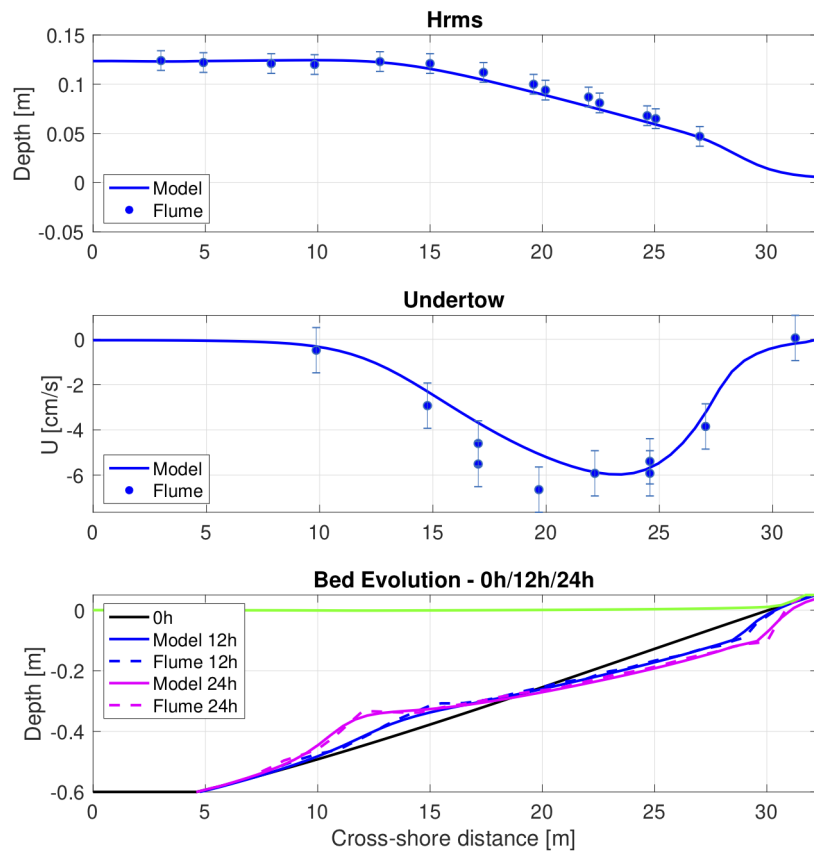 Hrms
0.15
0.1
0.05
0
-0.05
Depth [m]
Model
Flume
0 5 10 15 20 25 30
Undertow
0
-2
-4
-6
U [cm/s]
Model
Flume
0 5 10 15 20 25 30
Bed Evolution - 0h/12h/24h
0
-0.2
-0.4
-0.6
Depth [m]
0h
Model 12h
Flume 12h
Model 24h
Flume 24h
0 5 10 15 20 25 30
Cross-shore distance [m]